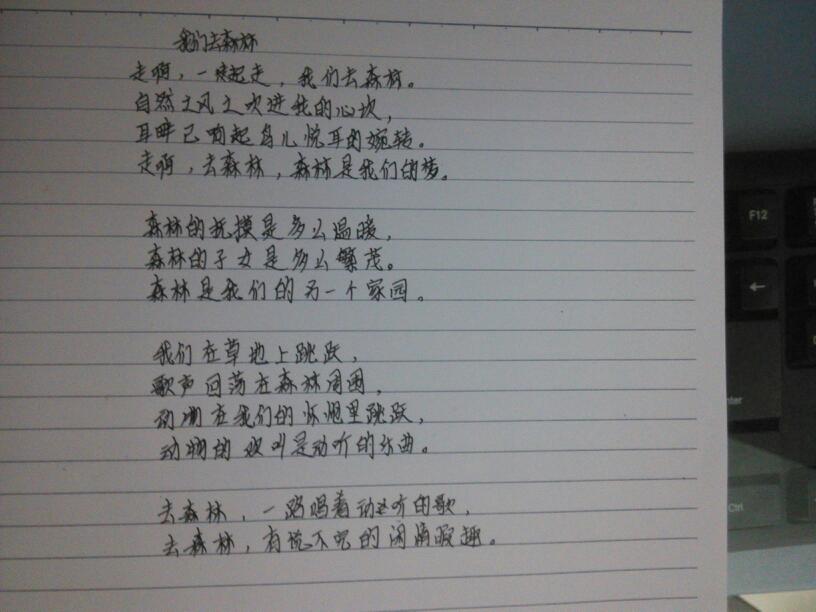 我们去森林
走啊，一起走，我们去森林。
自然之风吹进我的心坎，
耳畔已响起鸟儿悦耳的婉转。
走啊，去森林，森林是我们的梦。
森林的抚摸是多么温暖，
森林的子女是多么繁茂。
森林是我们的另一个家园。
我们在草地上跳跃，
歌声回荡在森林周围，
动物在我们的怀抱里跳跃，
动物的欢叫是动听的乐曲。
去森林，一路唱着动听的歌，
去森林，有说不完的闲情暇趣。
F12
←
nter
Ctrl